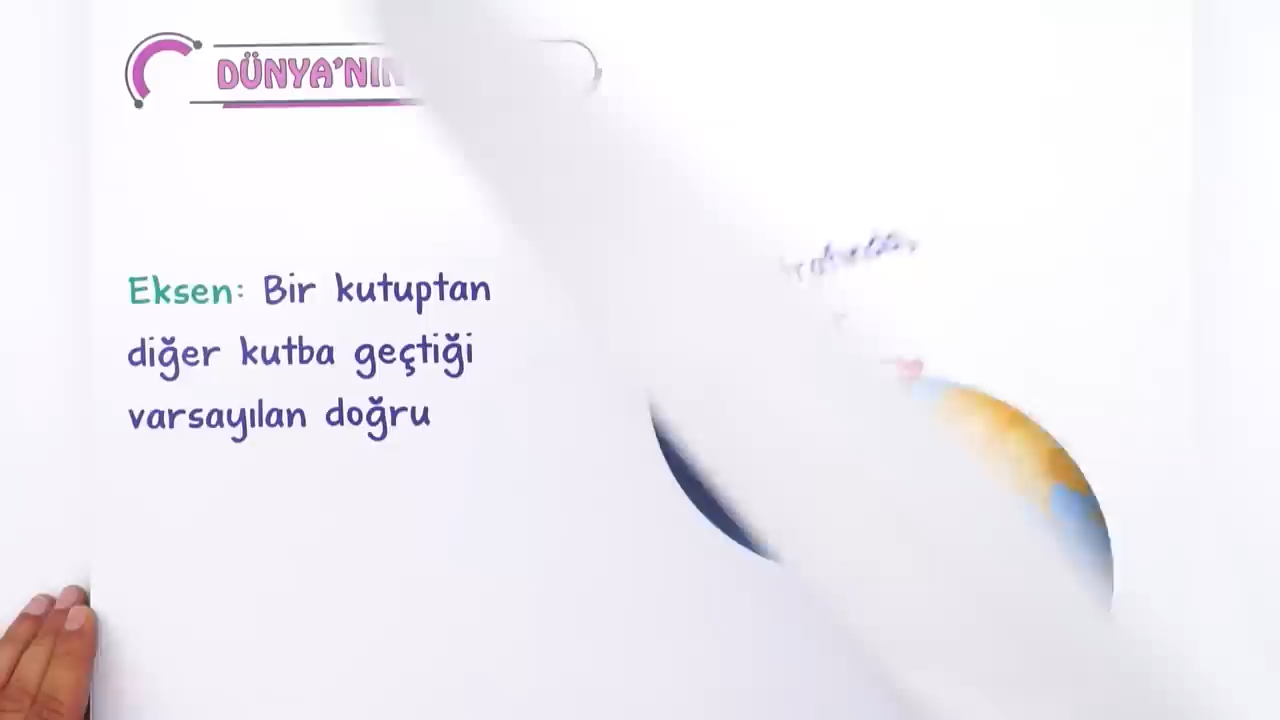 DÜNYA'NIN
Eksen: Bir kutuptan
diğer kutba geçtiği
varsayılan doğru